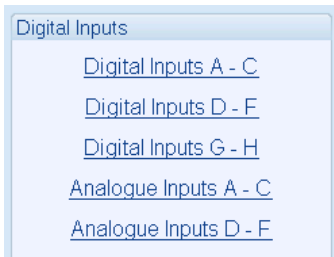 Digital Inputs
Digital Inputs A - C
Digital Inputs D - F
Digital Inputs G - H
Analogue Inputs A - C
Analogue Inputs D - F